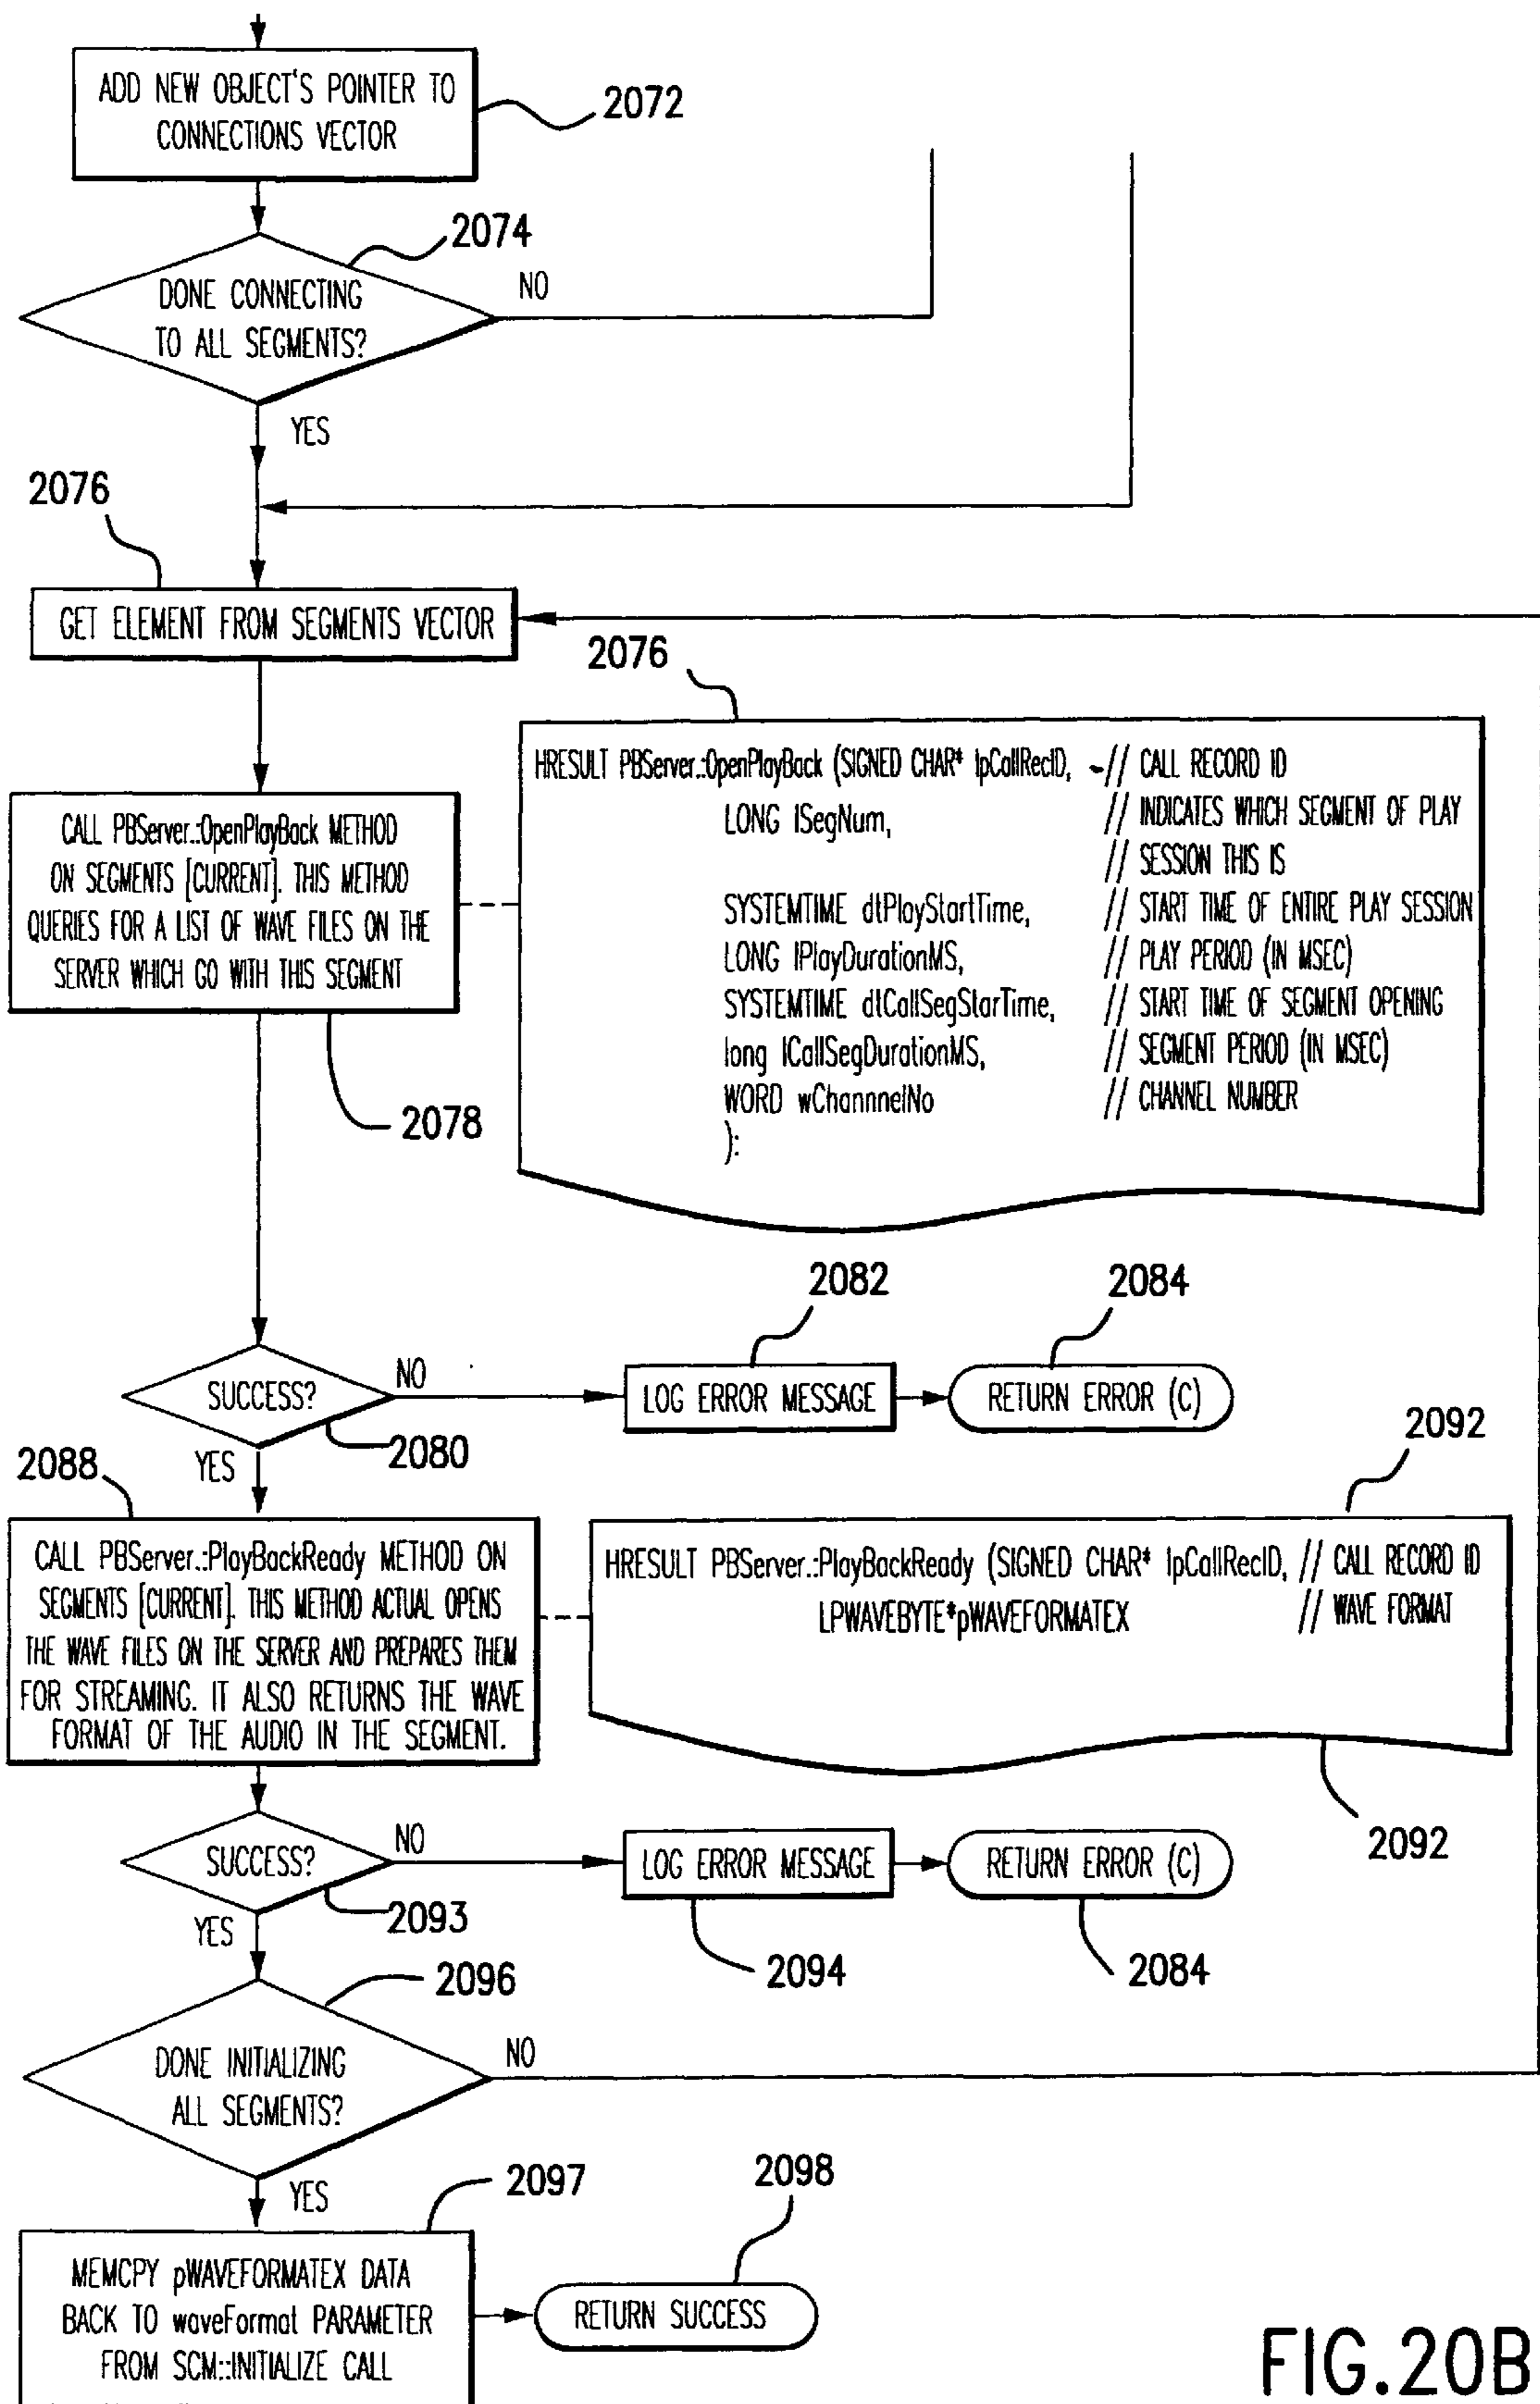 ADD NEW OBJECT'S POINTER TO
CONNECTIONS VECTOR
2072
2074
DONE CONNECTING
TO ALL SEGMENTS?
NO
YES
2076
GET ELEMENT FROM SEGMENTS VECTOR
2076
HRESULT PBServer.:OpenPlayBack (SIGNED CHAR* lpCallRecID, // CALL RECORD ID
LONG lSegNum, // INDICATES WHICH SEGMENT OF PLAY
// SESSION THIS IS
SYSTEMTIME dtPlayStartTime, // START TIME OF ENTIRE PLAY SESSION
LONG lPlayDurationMS, // PLAY PERIOD (IN MSEC)
SYSTEMTIME dtCallSegStarTime, // START TIME OF SEGMENT OPENING
long lCallSegDurationMS, // SEGMENT PERIOD (IN MSEC)
WORD wChannnelNo // CHANNEL NUMBER
):
CALL PBServer.:OpenPlayBack METHOD
ON SEGMENTS [CURRENT]. THIS METHOD
QUERIES FOR A LIST OF WAVE FILES ON THE
SERVER WHICH GO WITH THIS SEGMENT
2078
SUCCESS?
NO
2080
YES
2082
LOG ERROR MESSAGE
2084
RETURN ERROR (C)
2088
CALL PBServer.:PlayBackReady METHOD ON
SEGMENTS [CURRENT]. THIS METHOD ACTUAL OPENS
THE WAVE FILES ON THE SERVER AND PREPARES THEM
FOR STREAMING. IT ALSO RETURNS THE WAVE
FORMAT OF THE AUDIO IN THE SEGMENT.
2092
HRESULT PBServer.:PlayBackReady (SIGNED CHAR* lpCallRecID, // CALL RECORD ID
LPWAVEBYTE*pWAVEFORMATEX // WAVE FORMAT
2092
SUCCESS?
NO
2093
YES
LOG ERROR MESSAGE
2094
RETURN ERROR (C)
2084
2096
DONE INITIALIZING
ALL SEGMENTS?
NO
YES
2097
MEMCPY pWAVEFORMATEX DATA
BACK TO waveFormat PARAMETER
FROM SCM::INITIALIZE CALL
2098
RETURN SUCCESS
FIG.20B